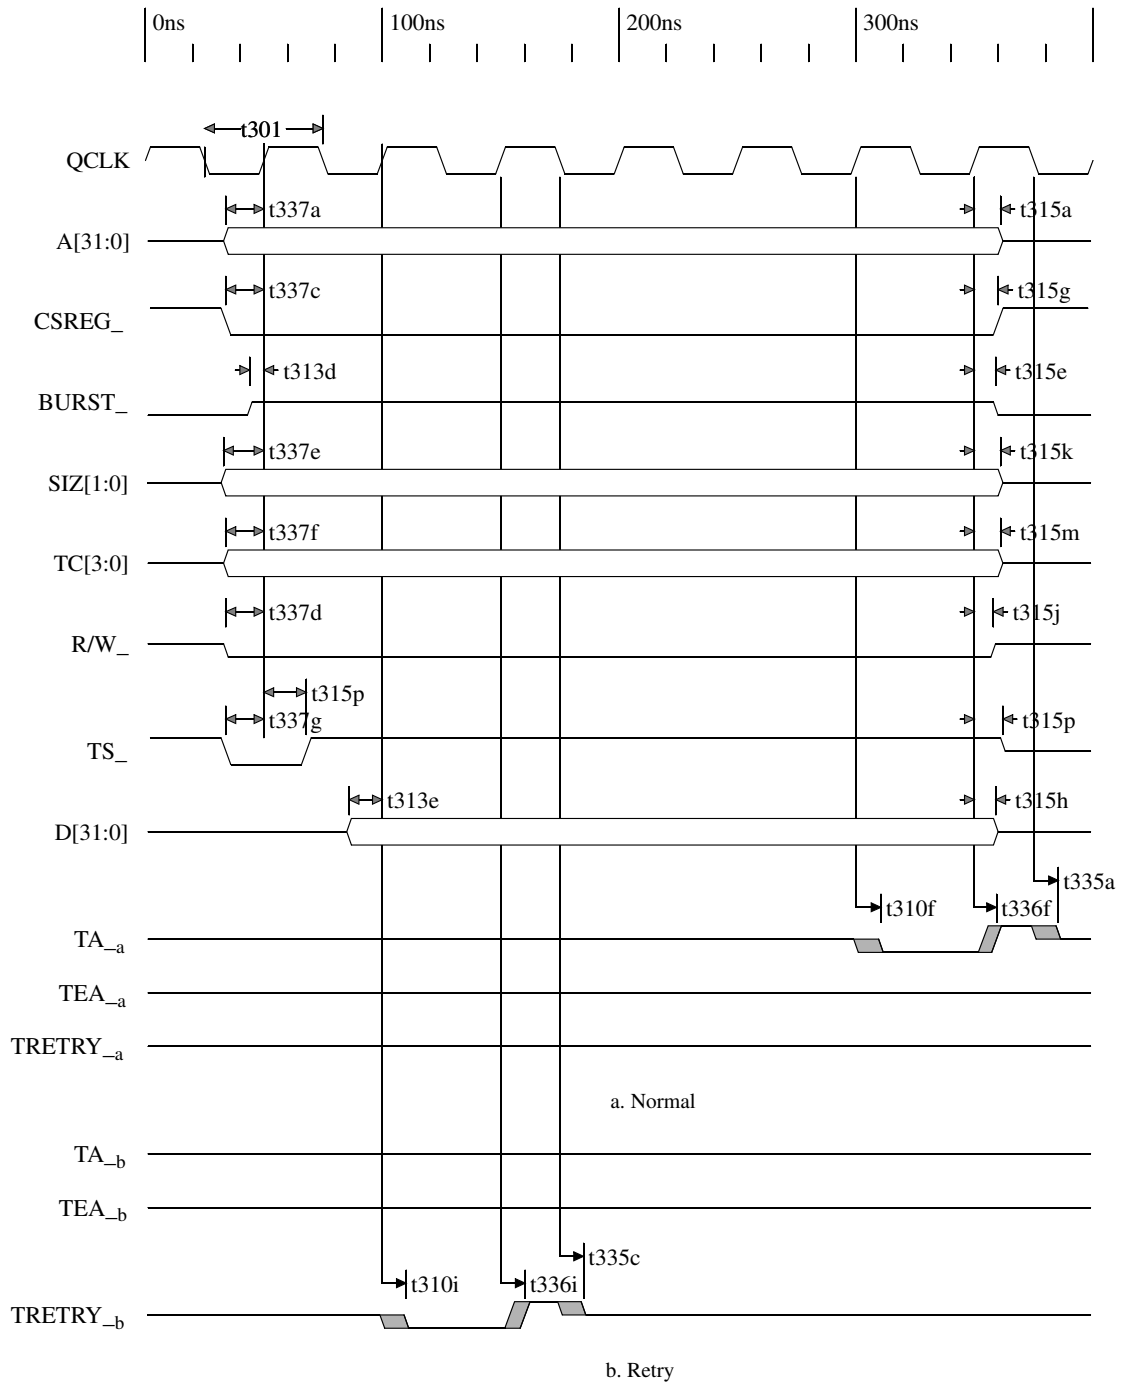 0ns 100ns 200ns 300ns
t301
QCLK
t337a t315a
A[31:0]
t337c t315g
CSREG_
t313d t315e
BURST_
t337e t315k
SIZ[1:0]
t337f t315m
TC[3:0]
t337d t315j
R/W_
t315p
t337g t315p
TS_
t313e t315h
D[31:0]
t335a
t310f t336f
TA_a
TEA_a
TRETRY_a
a. Normal
TA_b
TEA_b
t335c
t310i t336i
TRETRY_b
b. Retry